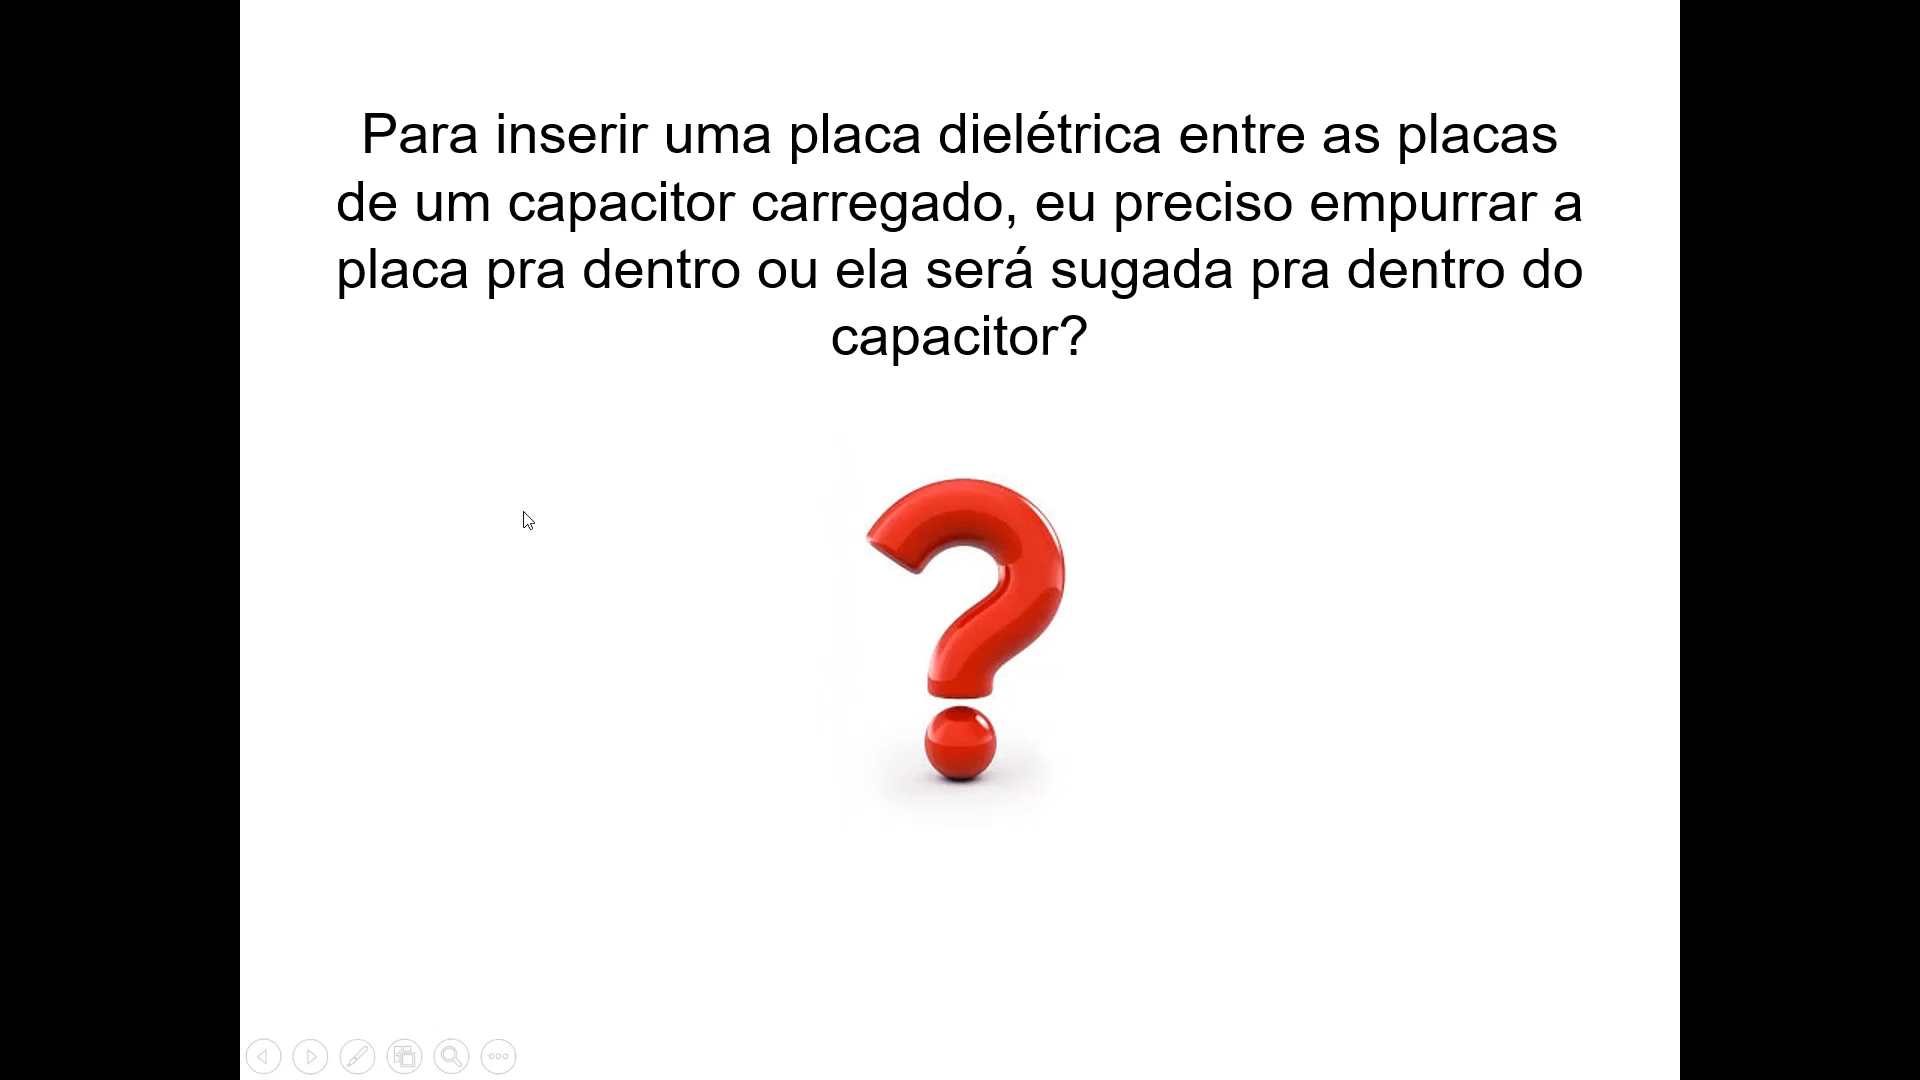 Para inserir uma placa dielétrica entre as placas
de um capacitor carregado, eu preciso empurrar a
placa pra dentro ou ela será sugada pra dentro do
capacitor?